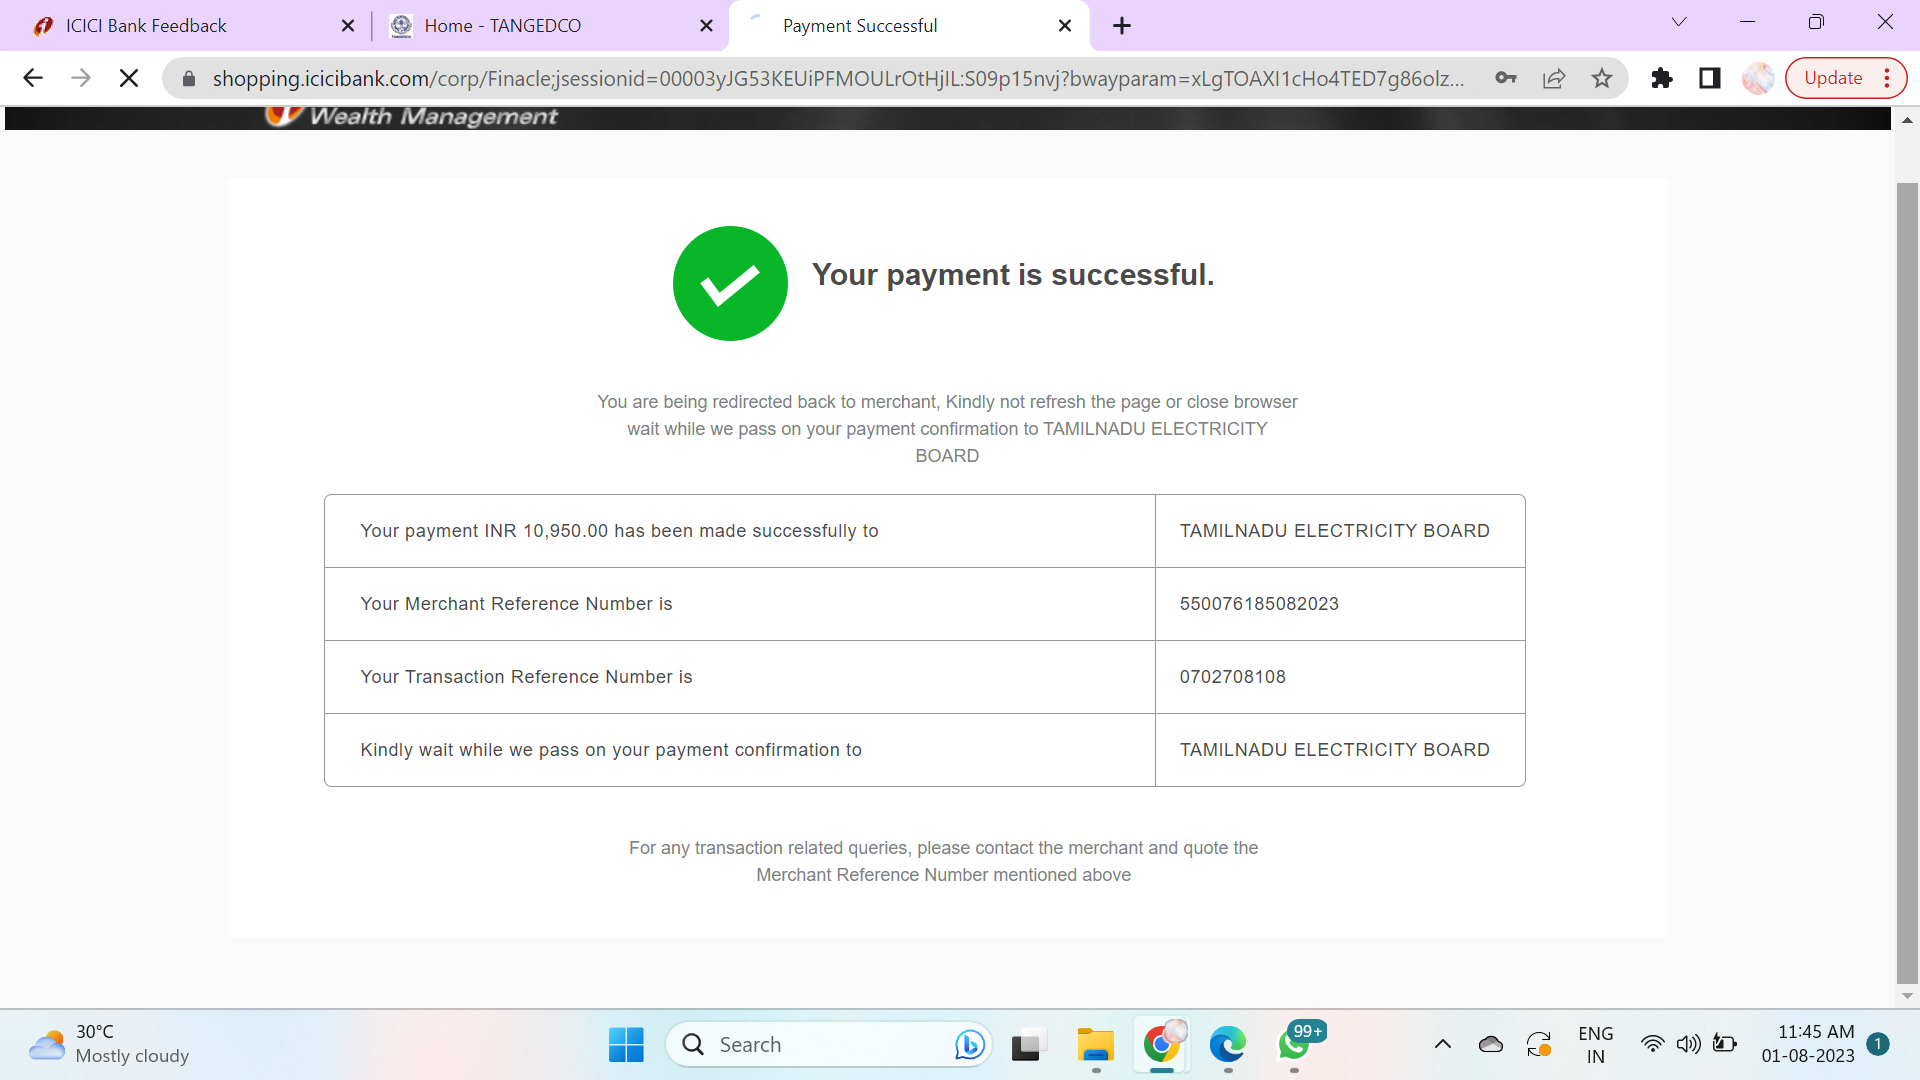 ICICI Bank Feedback
Home - TANGEDCO
Payment Successful
shopping.icicibank.com/corp/Finacle;jsessionid=00003yJG53KEUiPFMOULrOtHjIL:S09p15nvj?bwayparam=xLgTOAXI1cHo4TED7g86olz...
Update
Wealth Management
Your payment is successful.
You are being redirected back to merchant, Kindly not refresh the page or close browser
wait while we pass on your payment confirmation to TAMILNADU ELECTRICITY
BOARD
Your payment INR 10,950.00 has been made successfully to TAMILNADU ELECTRICITY BOARD
Your Merchant Reference Number is 550076185082023
Your Transaction Reference Number is 0702708108
Kindly wait while we pass on your payment confirmation to TAMILNADU ELECTRICITY BOARD
For any transaction related queries, please contact the merchant and quote the
Merchant Reference Number mentioned above
30°C
Mostly cloudy
Search
99+
ENG
IN
11:45 AM
01-08-2023
1